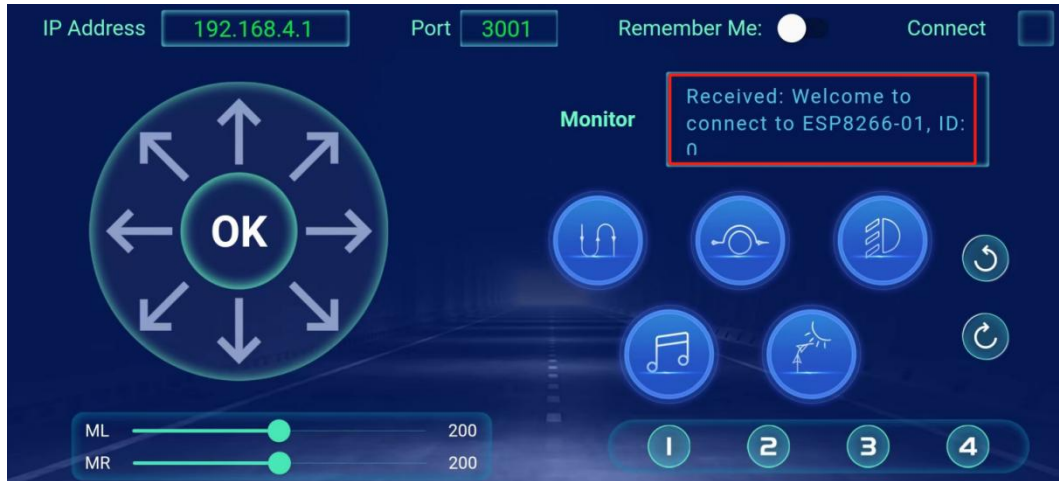 IP Address 192.168.4.1 Port 3001 Remember Me: Connect
Monitor
Received: Welcome to
connect to ESP8266-01, ID:
0
OK
ML 200
MR 200
1 2 3 4